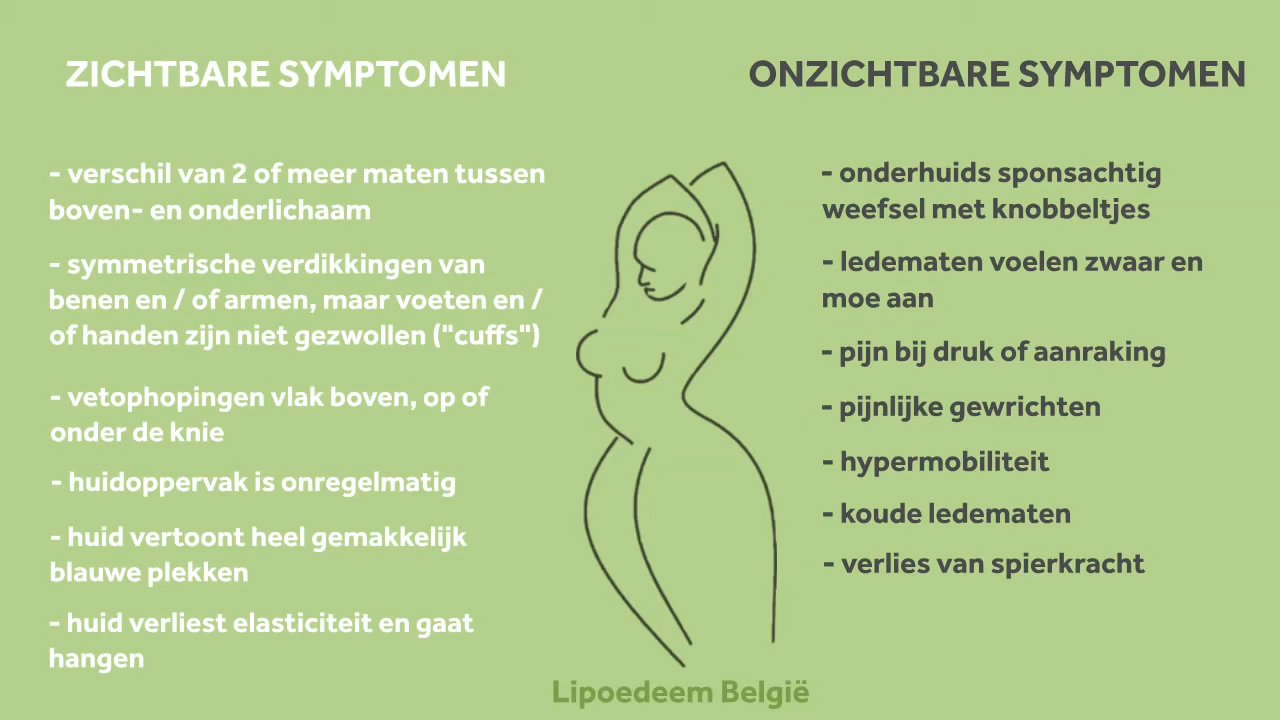 ZICHTBARE SYMPTOMEN
- verschil van 2 of meer maten tussen
boven- en onderlichaam
- symmetrische verdikkingen van
benen en / of armen, maar voeten en /
of handen zijn niet gezwollen ("cuffs")
- vetophopingen vlak boven, op of
onder de knie
- huidoppervak is onregelmatig
- huid vertoont heel gemakkelijk
blauwe plekken
- huid verliest elasticiteit en gaat
hangen
ONZICHTBARE SYMPTOMEN
- onderhuids sponsachtig
weefsel met knobbeltjes
- ledematen voelen zwaar en
moe aan
- pijn bij druk of aanraking
- pijnlijke gewrichten
- hypermobiliteit
- koude ledematen
- verlies van spierkracht
Lipoedeem België